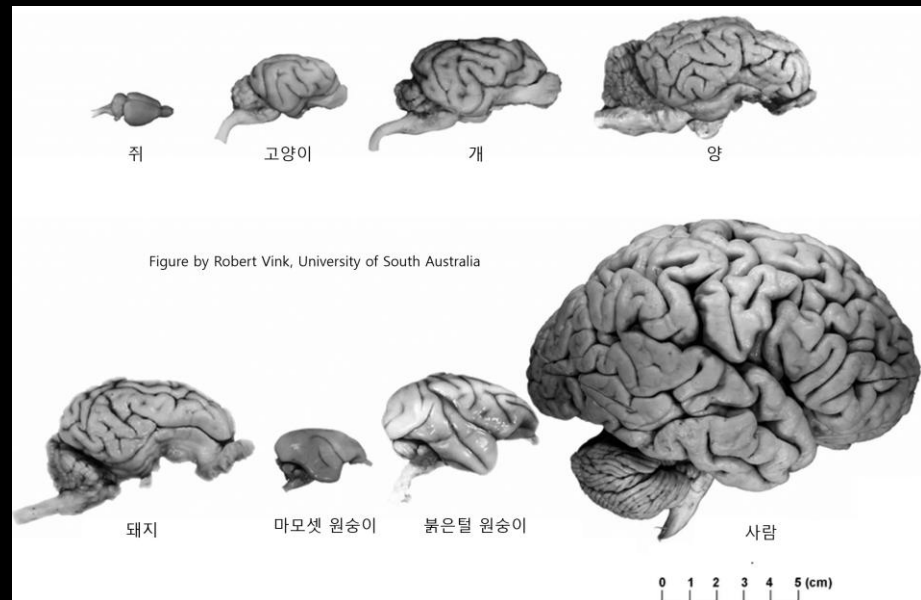 쥐
고양이
개
양
Figure by Robert Vink, University of South Australia
돼지
마모셋 원숭이
붉은털 원숭이
사람
0 1 2 3 4 5 (cm)